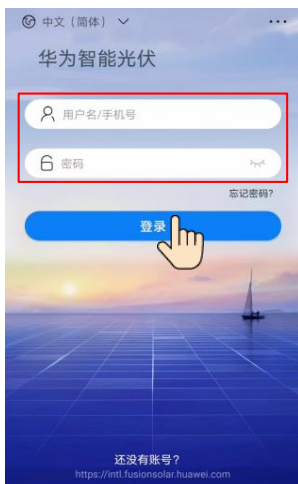 中文（简体）
华为智能光伏
用户名/手机号
密码
忘记密码?
登录
还没有账号？
https://intl.fusionsolar.huawei.com